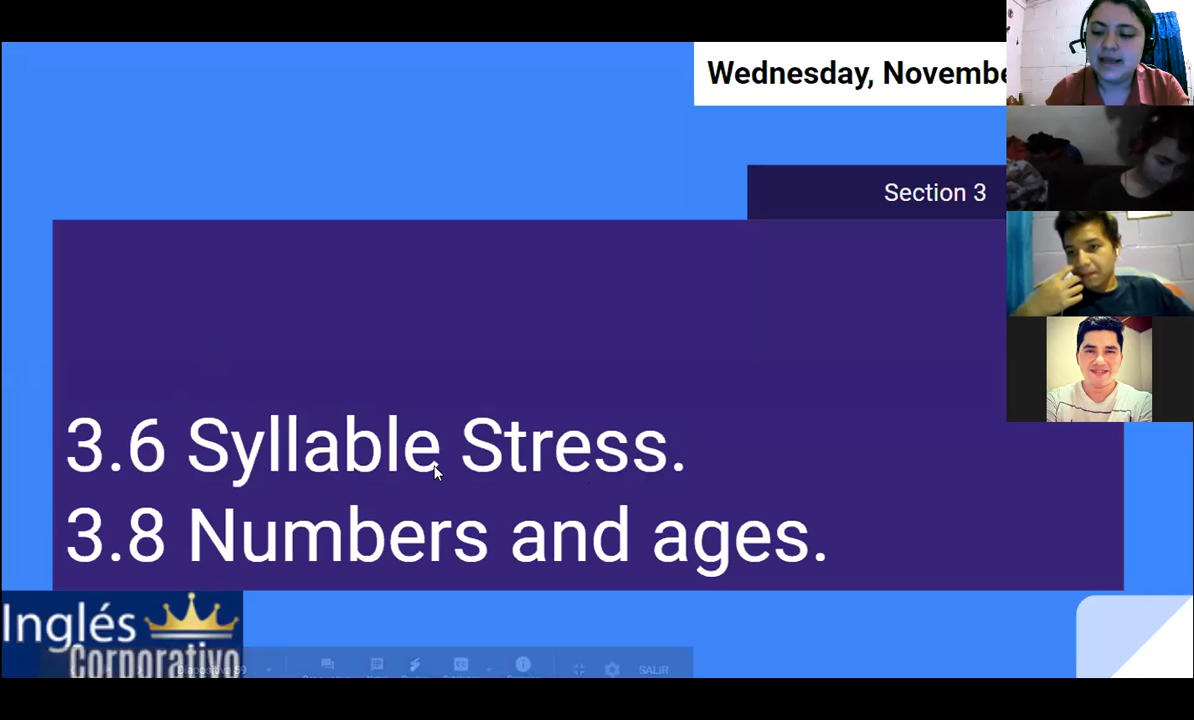 Wednesday, Novembe
Section 3
3.6 Syllable Stress.
3.8 Numbers and ages.
Inglés
Corporativo
SALIR